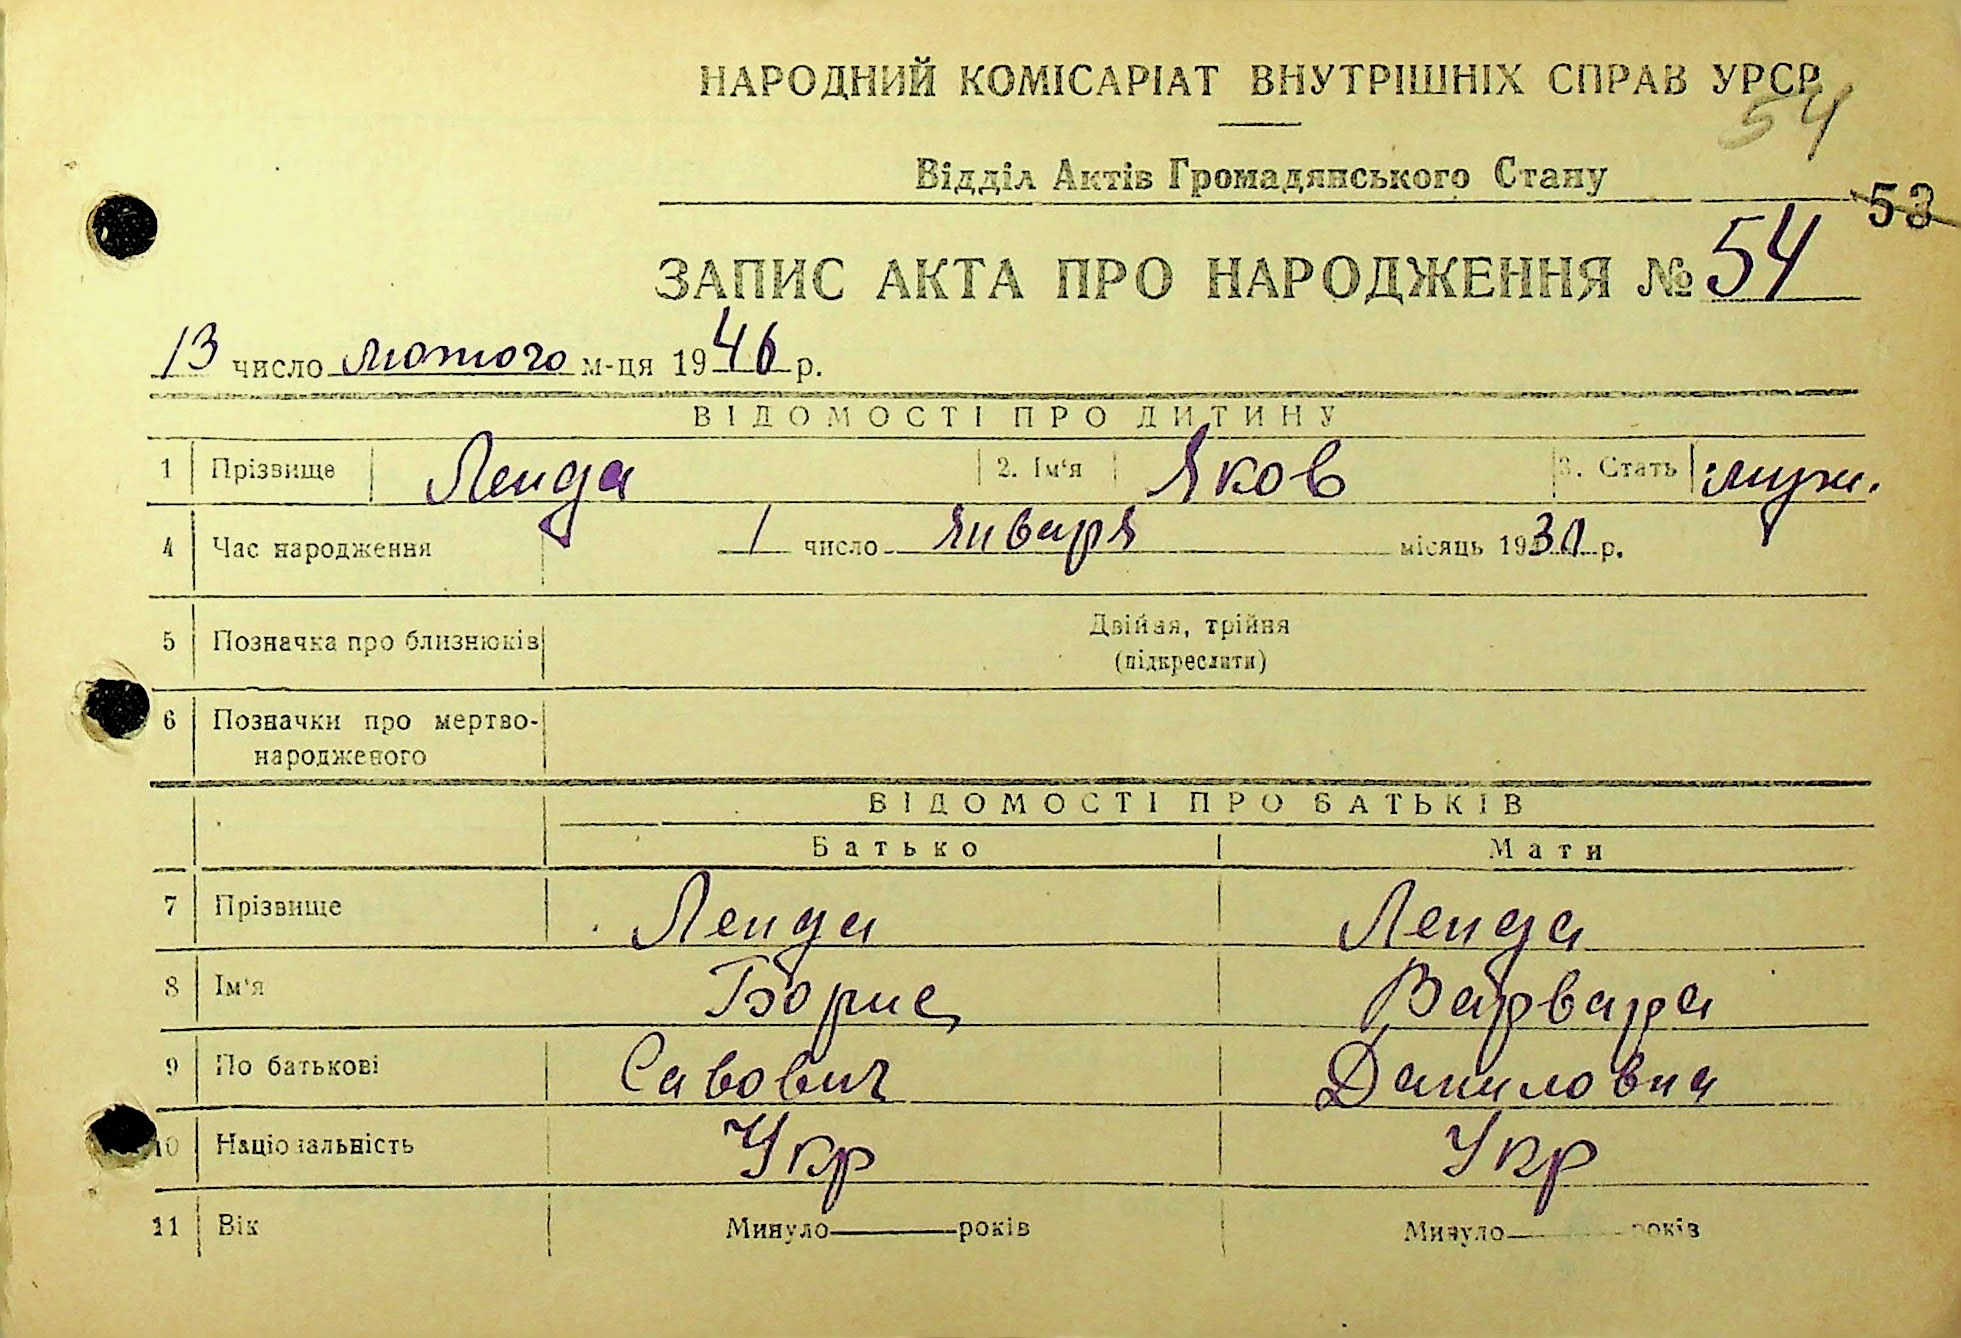 НАРОДНИЙ КОМІСАРІАТ ВНУТРІШНІХ СПРАВ УРСР
54
Відділ Актів Громадянського Стану
53
ЗАПИС АКТА ПРО НАРОДЖЕННЯ № 54
13 число лютого м-ця 1946 р.
ВІДОМОСТІ ПРО ДИТИНУ
1 Прізвище Ленда 2. Ім'я Яков 3. Стать муж.
4 Час народження 1 число января місяць 19 р.
5 Позначка про близнюків Двійня, трійня
(підкреслити)
6 Позначки про мертво-
народженого
ВІДОМОСТІ ПРО БАТЬКІВ
Батько Мати
7 Прізвище Ленда Ленда
8 Ім'я Борис Варвара
9 По батькові Савович Даниловна
10 Національність Укр Укр
11 Вік Минуло років Минуло років